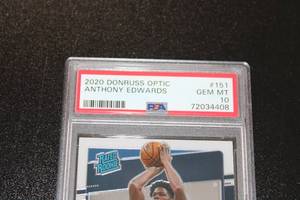 2020 DONRUSS OPTIC #151
ANTHONY EDWARDS GEM MT
PSA 10
72034408
Rated
Rookie